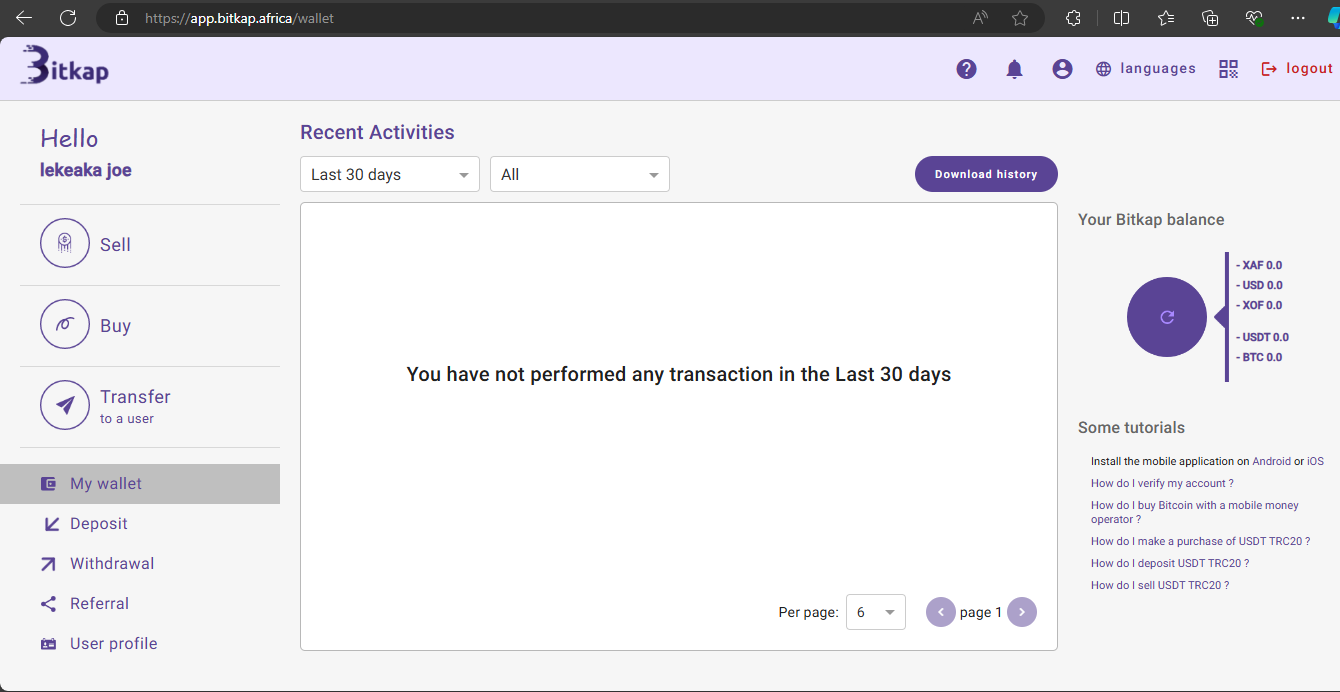 https://app.bitkap.africa/wallet
Bitkap
languages
logout
Hello
lekeaka joe
Sell
Buy
Transfer
to a user
My wallet
Deposit
Withdrawal
Referral
User profile
Recent Activities
Last 30 days
All
Download history
You have not performed any transaction in the Last 30 days
Per page:
6
page 1
Your Bitkap balance
- XAF 0.0
- USD 0.0
- XOF 0.0
- USDT 0.0
- BTC 0.0
Some tutorials
Install the mobile application on Android or iOS
How do I verify my account ?
How do I buy Bitcoin with a mobile money
operator ?
How do I make a purchase of USDT TRC20 ?
How do I deposit USDT TRC20 ?
How do I sell USDT TRC20 ?